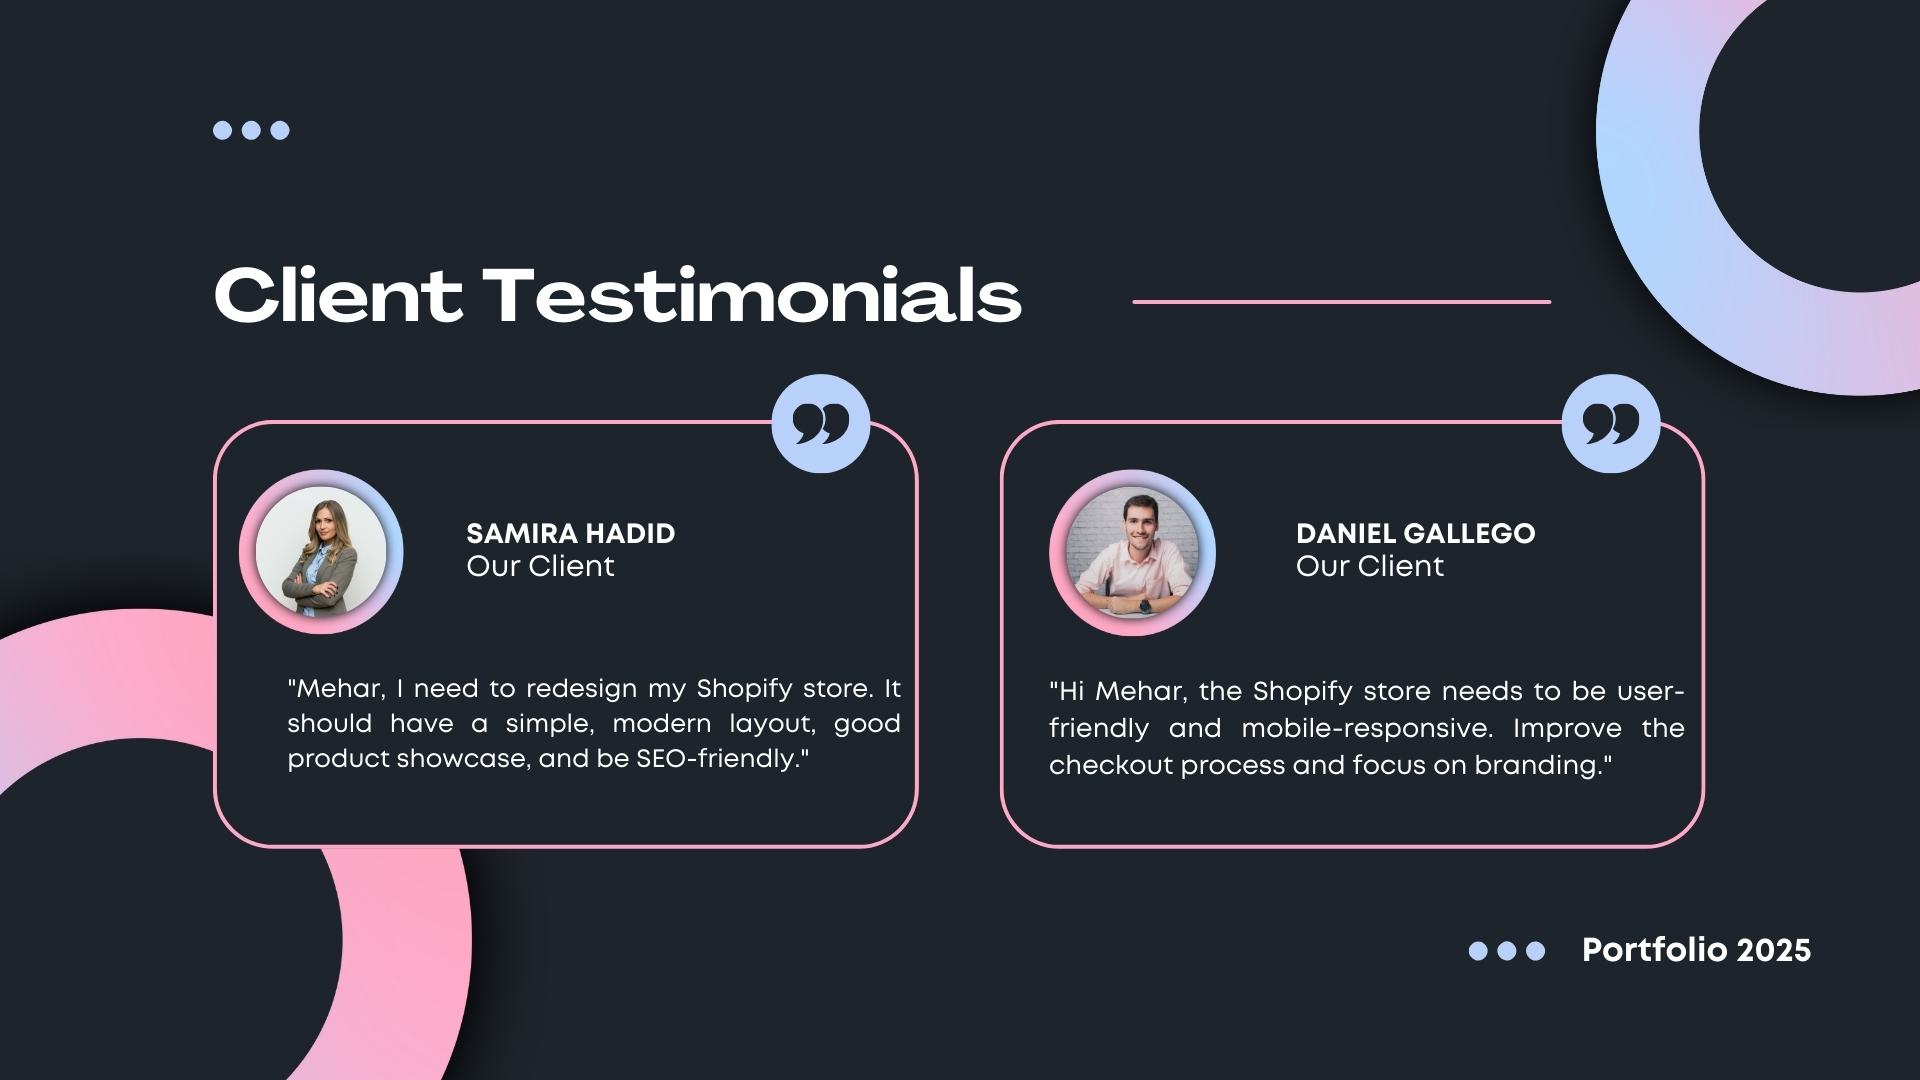 Client Testimonials
SAMIRA HADID
Our Client
"Mehar, I need to redesign my Shopify store. It
should have a simple, modern layout, good
product showcase, and be SEO-friendly."
DANIEL GALLEGO
Our Client
"Hi Mehar, the Shopify store needs to be user-
friendly and mobile-responsive. Improve the
checkout process and focus on branding."
Portfolio 2025